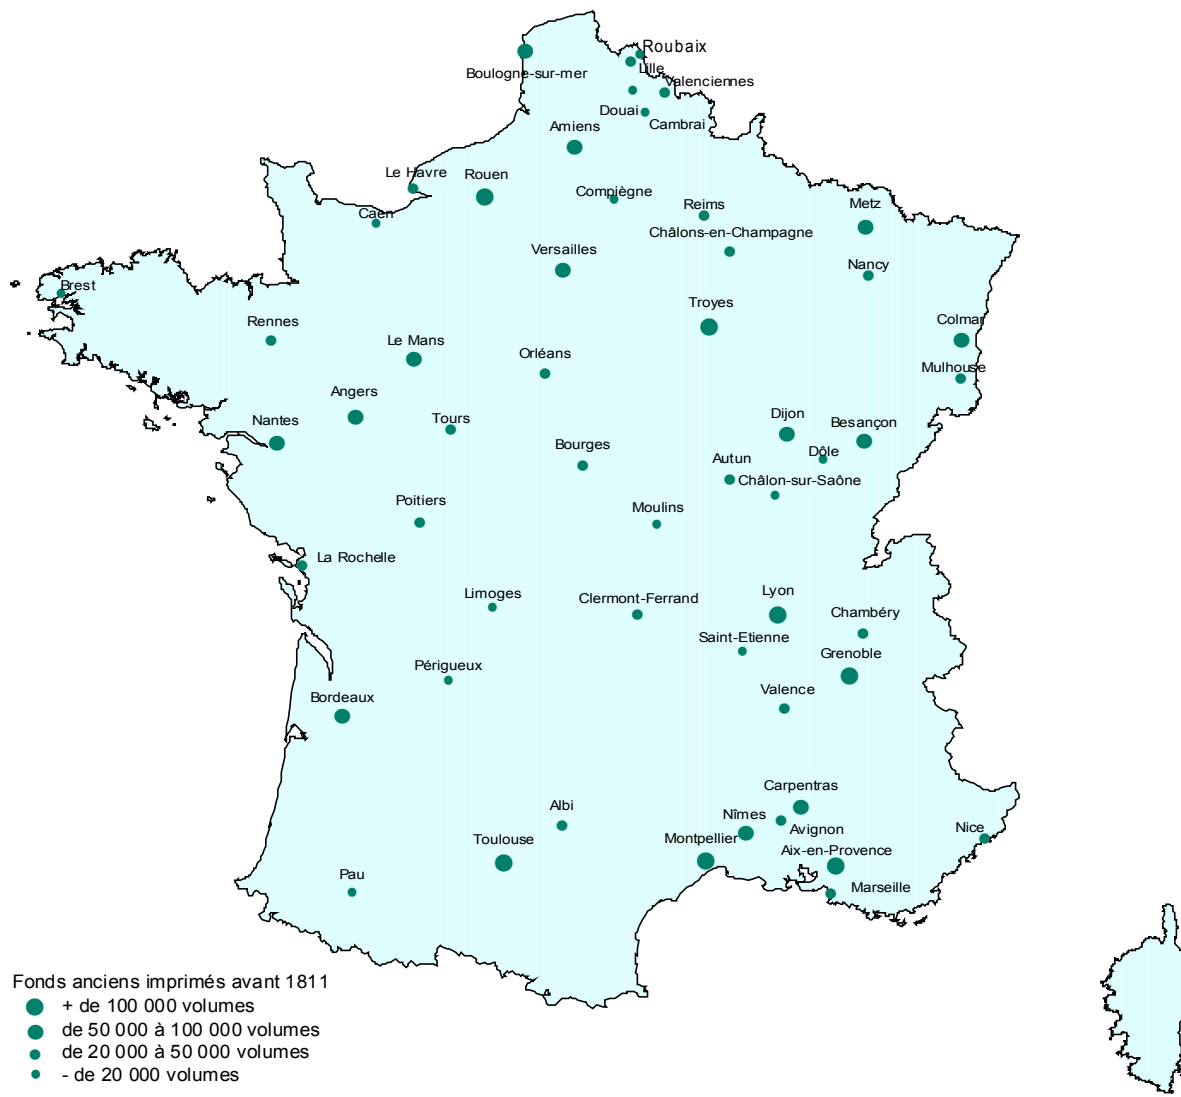 Roubaix
Lille
Boulogne-sur-mer
Valenciennes
Douai
Cambrai
Amiens
Le Havre
Rouen
Compiègne
Reims
Metz
Caen
Châlons-en-Champagne
Versailles
Nancy
Brest
Troyes
Rennes
Colmar
Le Mans
Orléans
Mulhouse
Angers
Nantes
Tours
Dijon
Besançon
Bourges
Dôle
Autun
Châlon-sur-Saône
Poitiers
Moulins
La Rochelle
Limoges
Clermont-Ferrand
Lyon
Chambéry
Saint-Etienne
Grenoble
Périgueux
Valence
Bordeaux
Carpentras
Albi
Nîmes
Avignon
Nice
Toulouse
Montpellier
Aix-en-Provence
Pau
Marseille
Fonds anciens imprimés avant 1811
+ de 100 000 volumes
de 50 000 à 100 000 volumes
de 20 000 à 50 000 volumes
- de 20 000 volumes